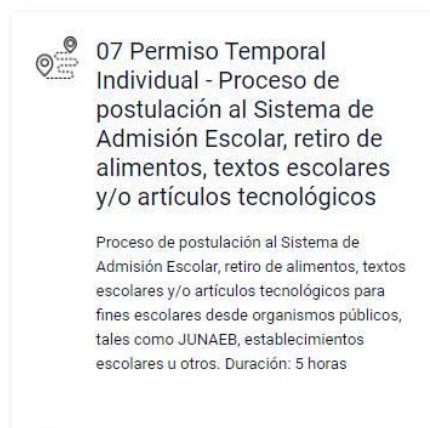 07 Permiso Temporal
Individual - Proceso de
postulación al Sistema de
Admisión Escolar, retiro de
alimentos, textos escolares
y/o artículos tecnológicos
Proceso de postulación al Sistema de
Admisión Escolar, retiro de alimentos, textos
escolares y/o artículos tecnológicos para
fines escolares desde organismos públicos,
tales como JUNAEB, establecimientos
escolares u otros. Duración: 5 horas